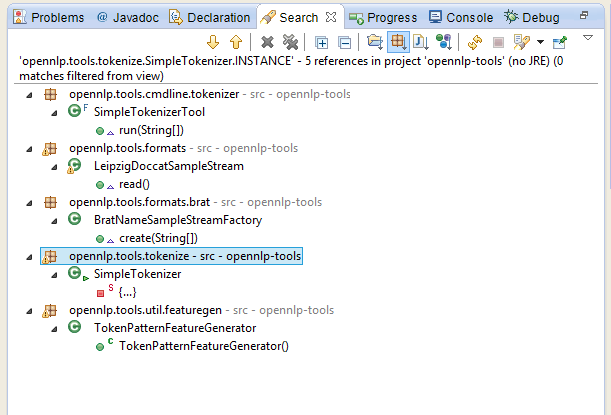 Problems @ Javadoc Declaration Search Progress Console Debug
'opennlp.tools.tokenize.SimpleTokenizer.INSTANCE' - 5 references in project 'opennlp-tools' (no JRE) (0
matches filtered from view)
opennlp.tools.cmdline.tokenizer - src - opennlp-tools
SimpleTokenizerTool
run(String[])
opennlp.tools.formats - src - opennlp-tools
LeipzigDoccatSampleStream
read()
opennlp.tools.formats.brat - src - opennlp-tools
BratNameSampleStreamFactory
create(String[])
opennlp.tools.tokenize - src - opennlp-tools
SimpleTokenizer
{...}
opennlp.tools.util.featuregen - src - opennlp-tools
TokenPatternFeatureGenerator
TokenPatternFeatureGenerator()